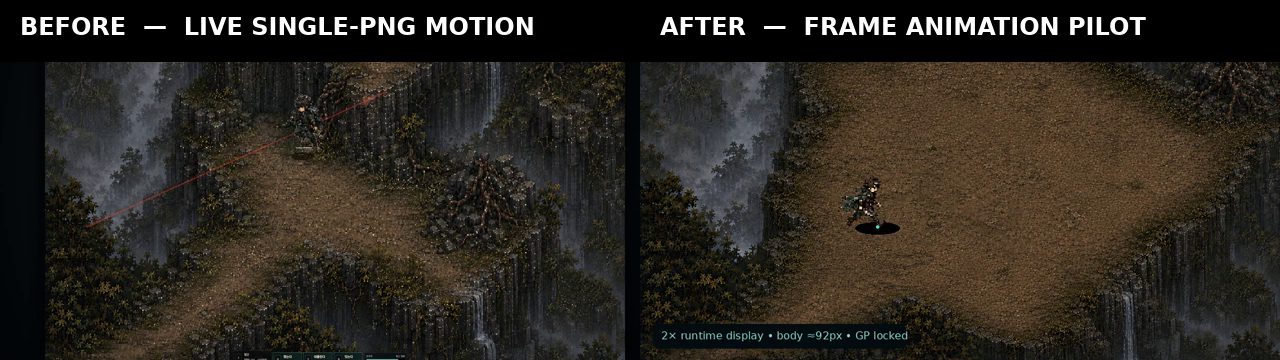 BEFORE — LIVE SINGLE-PNG MOTION
AFTER — FRAME ANIMATION PILOT
2× runtime display • body ≈92px • GP locked